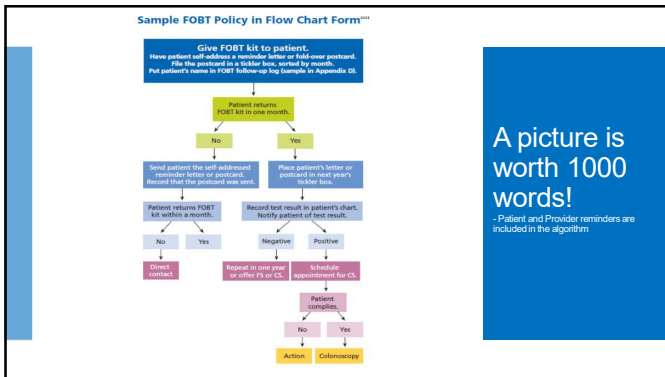 Sample FOBT Policy in Flow Chart Form
Give FOBT kit to patient.
Have patient self-address a reminder letter or fold-over postcard.
File the postcard in a tickler box, sorted by month.
Put patient's name in FOBT follow-up log (sample in Appendix D).
Patient returns
FOBT kit in one month.
No
Yes
Send patient the self-addressed
reminder letter or postcard.
Record that the postcard was sent.
Place patient's letter or
postcard in next year's
tickler box.
Patient returns FOBT
kit within a month.
Record test result in patient's chart.
Notify patient of test result.
No
Yes
Negative
Positive
Direct
contact
Repeat in one year
or offer FS or CS.
Schedule
appointment for CS.
Patient
complies.
No
Yes
Action
Colonoscopy
A picture is
worth 1000
words!
- Patient and Provider reminders are
included in the algorithm